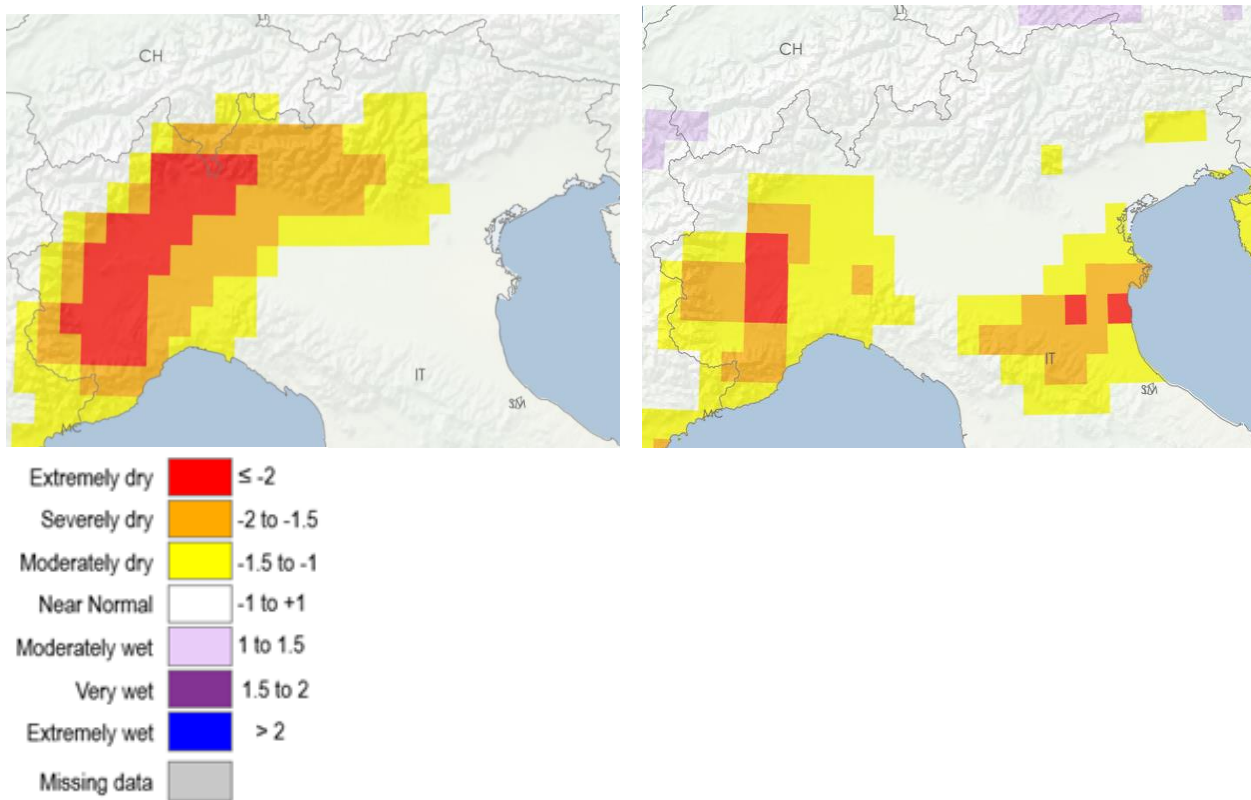 CH
IT
SM
MC
CH
IT
SM
MC
Extremely dry ≤ -2
Severely dry -2 to -1.5
Moderately dry -1.5 to -1
Near Normal -1 to +1
Moderately wet 1 to 1.5
Very wet 1.5 to 2
Extremely wet > 2
Missing data